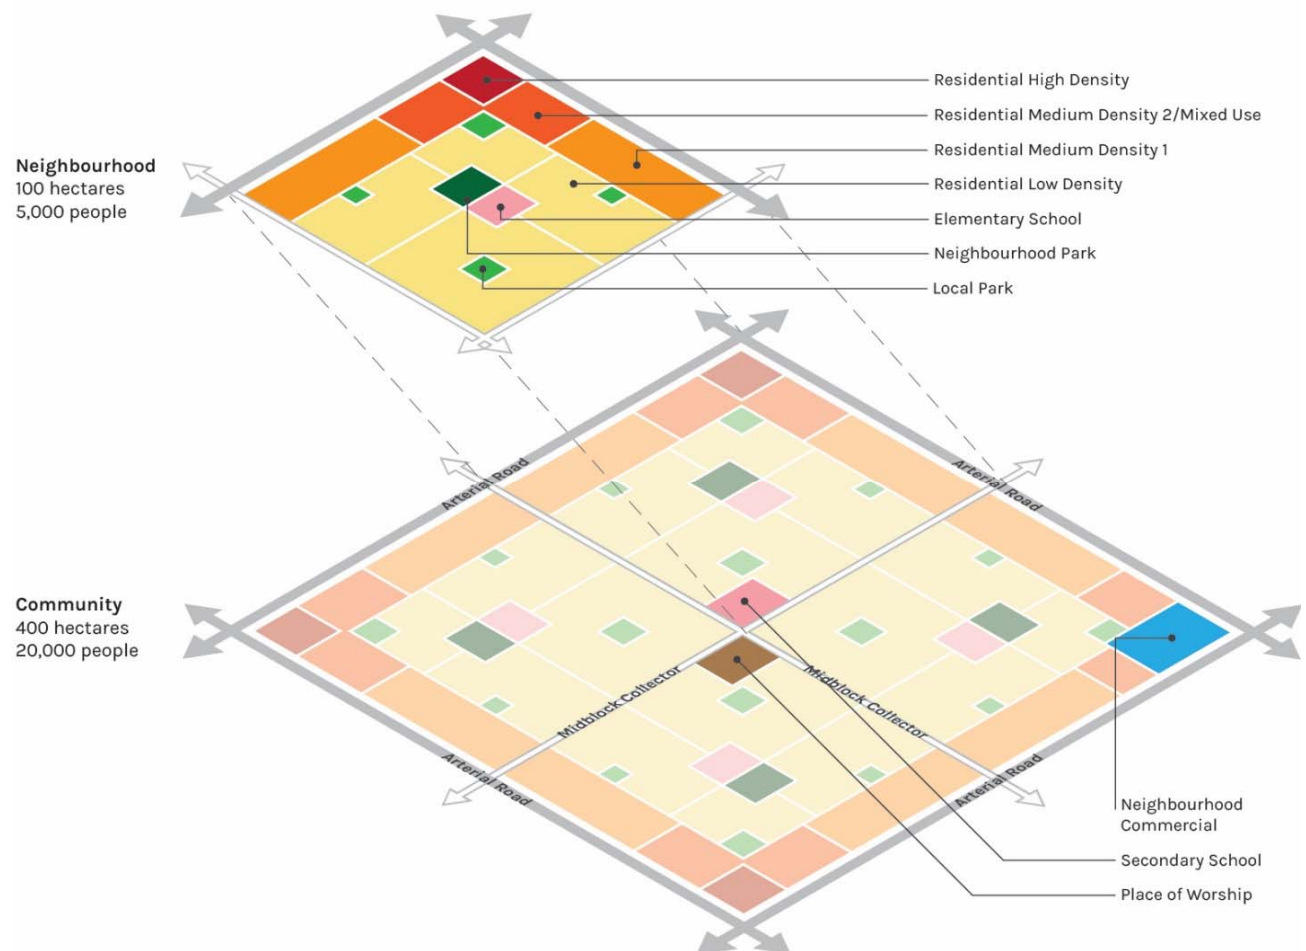 Residential High Density
Residential Medium Density 2/Mixed Use
Residential Medium Density 1
Residential Low Density
Elementary School
Neighbourhood Park
Local Park
Neighbourhood
100 hectares
5,000 people
Arterial Road
Arterial Road
Community
400 hectares
20,000 people
Midblock Collector
Midblock Collector
Arterial Road
Arterial Road
Neighbourhood
Commercial
Secondary School
Place of Worship